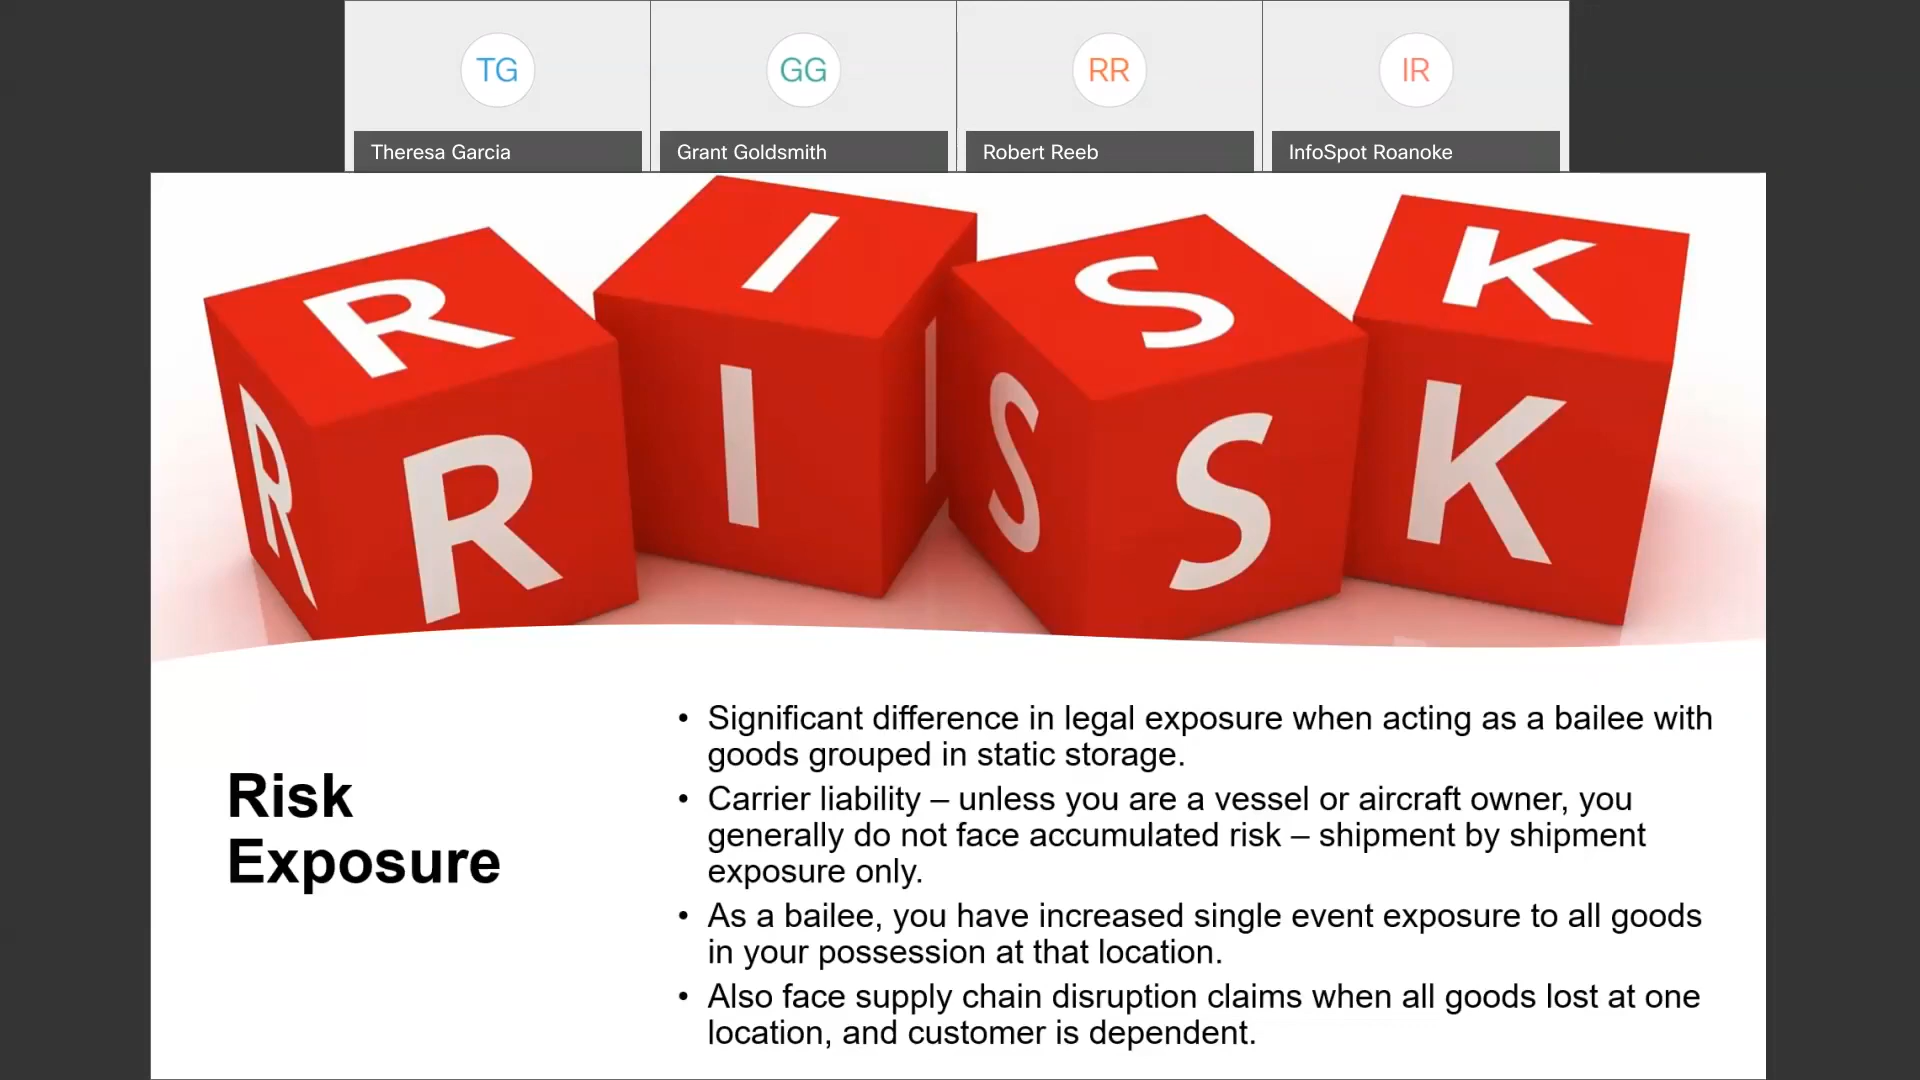 TG
GG
RR
IR
Theresa Garcia
Grant Goldsmith
Robert Reeb
InfoSpot Roanoke
R
I
S
K
R
R
I
I
S
S
K
Risk
Exposure
• Significant difference in legal exposure when acting as a bailee with
goods grouped in static storage.
• Carrier liability – unless you are a vessel or aircraft owner, you
generally do not face accumulated risk – shipment by shipment
exposure only.
• As a bailee, you have increased single event exposure to all goods
in your possession at that location.
• Also face supply chain disruption claims when all goods lost at one
location, and customer is dependent.